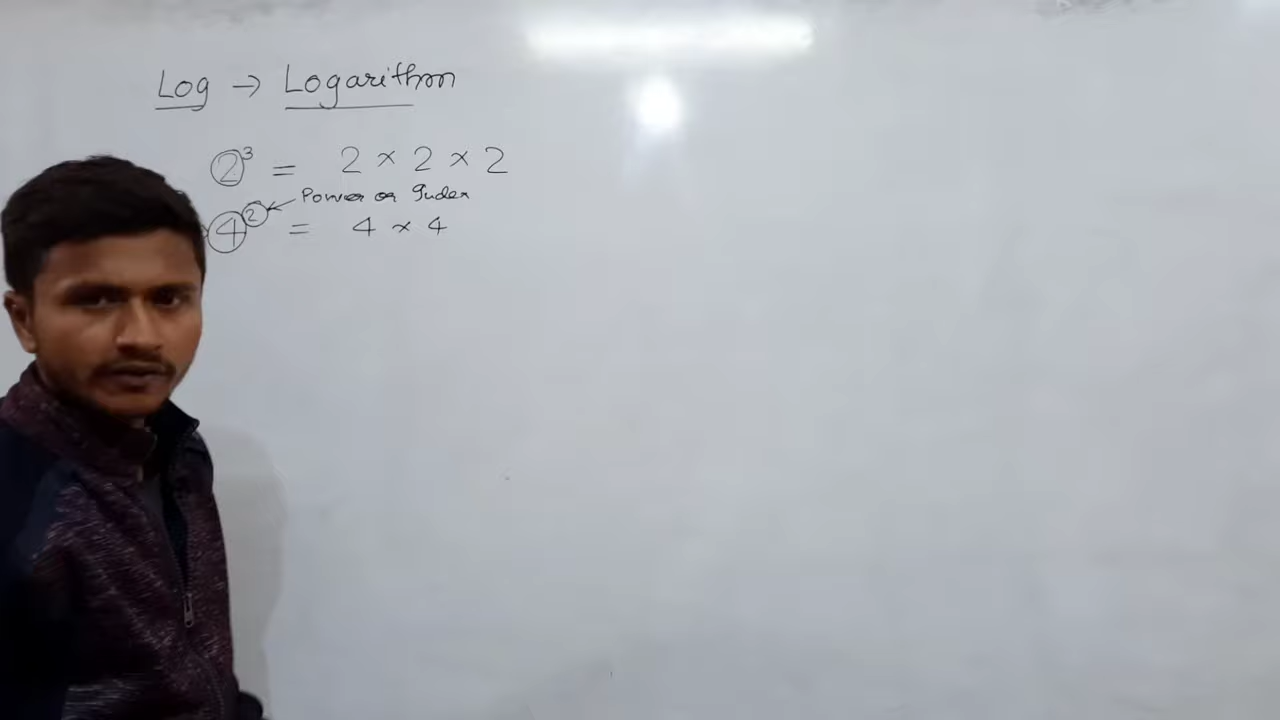 Log → Logarithm
2³ = 2 × 2 × 2
Power or Index
4² = 4 × 4